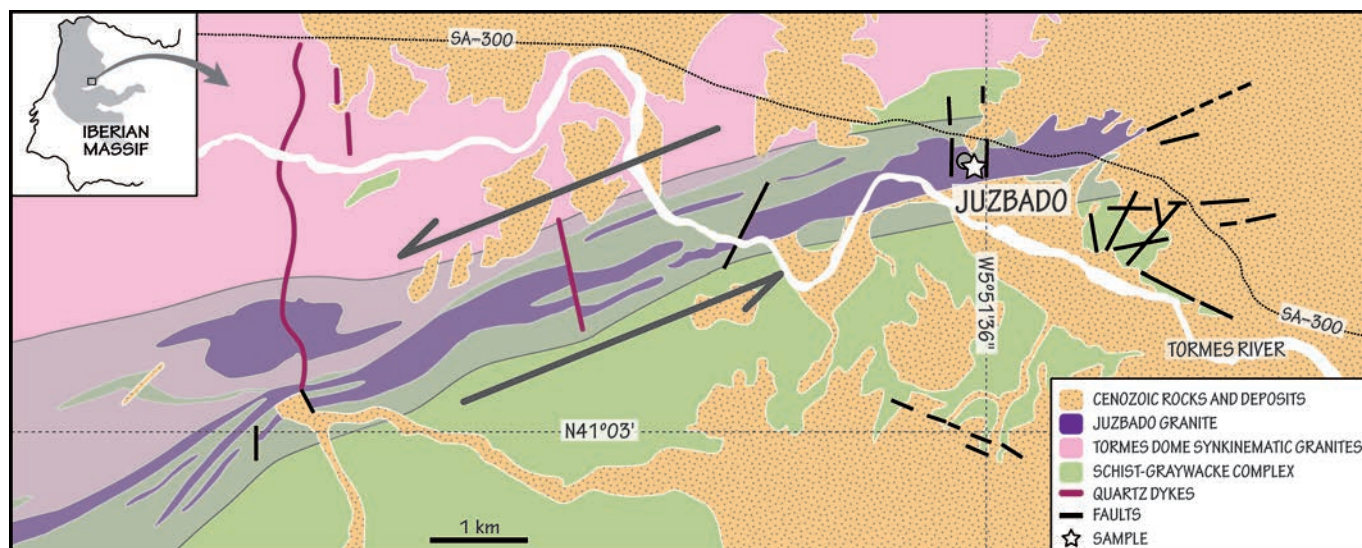 SA-300
IBERIAN
MASSIF
JUZBADO
W5°51'36"
SA-300
TORMES RIVER
N41°03'
1 km
CENOZOIC ROCKS AND DEPOSITS
JUZBADO GRANITE
TORMES DOME SYNKINEMATIC GRANITES
SCHIST-GRAYWACKE COMPLEX
QUARTZ DYKES
FAULTS
SAMPLE